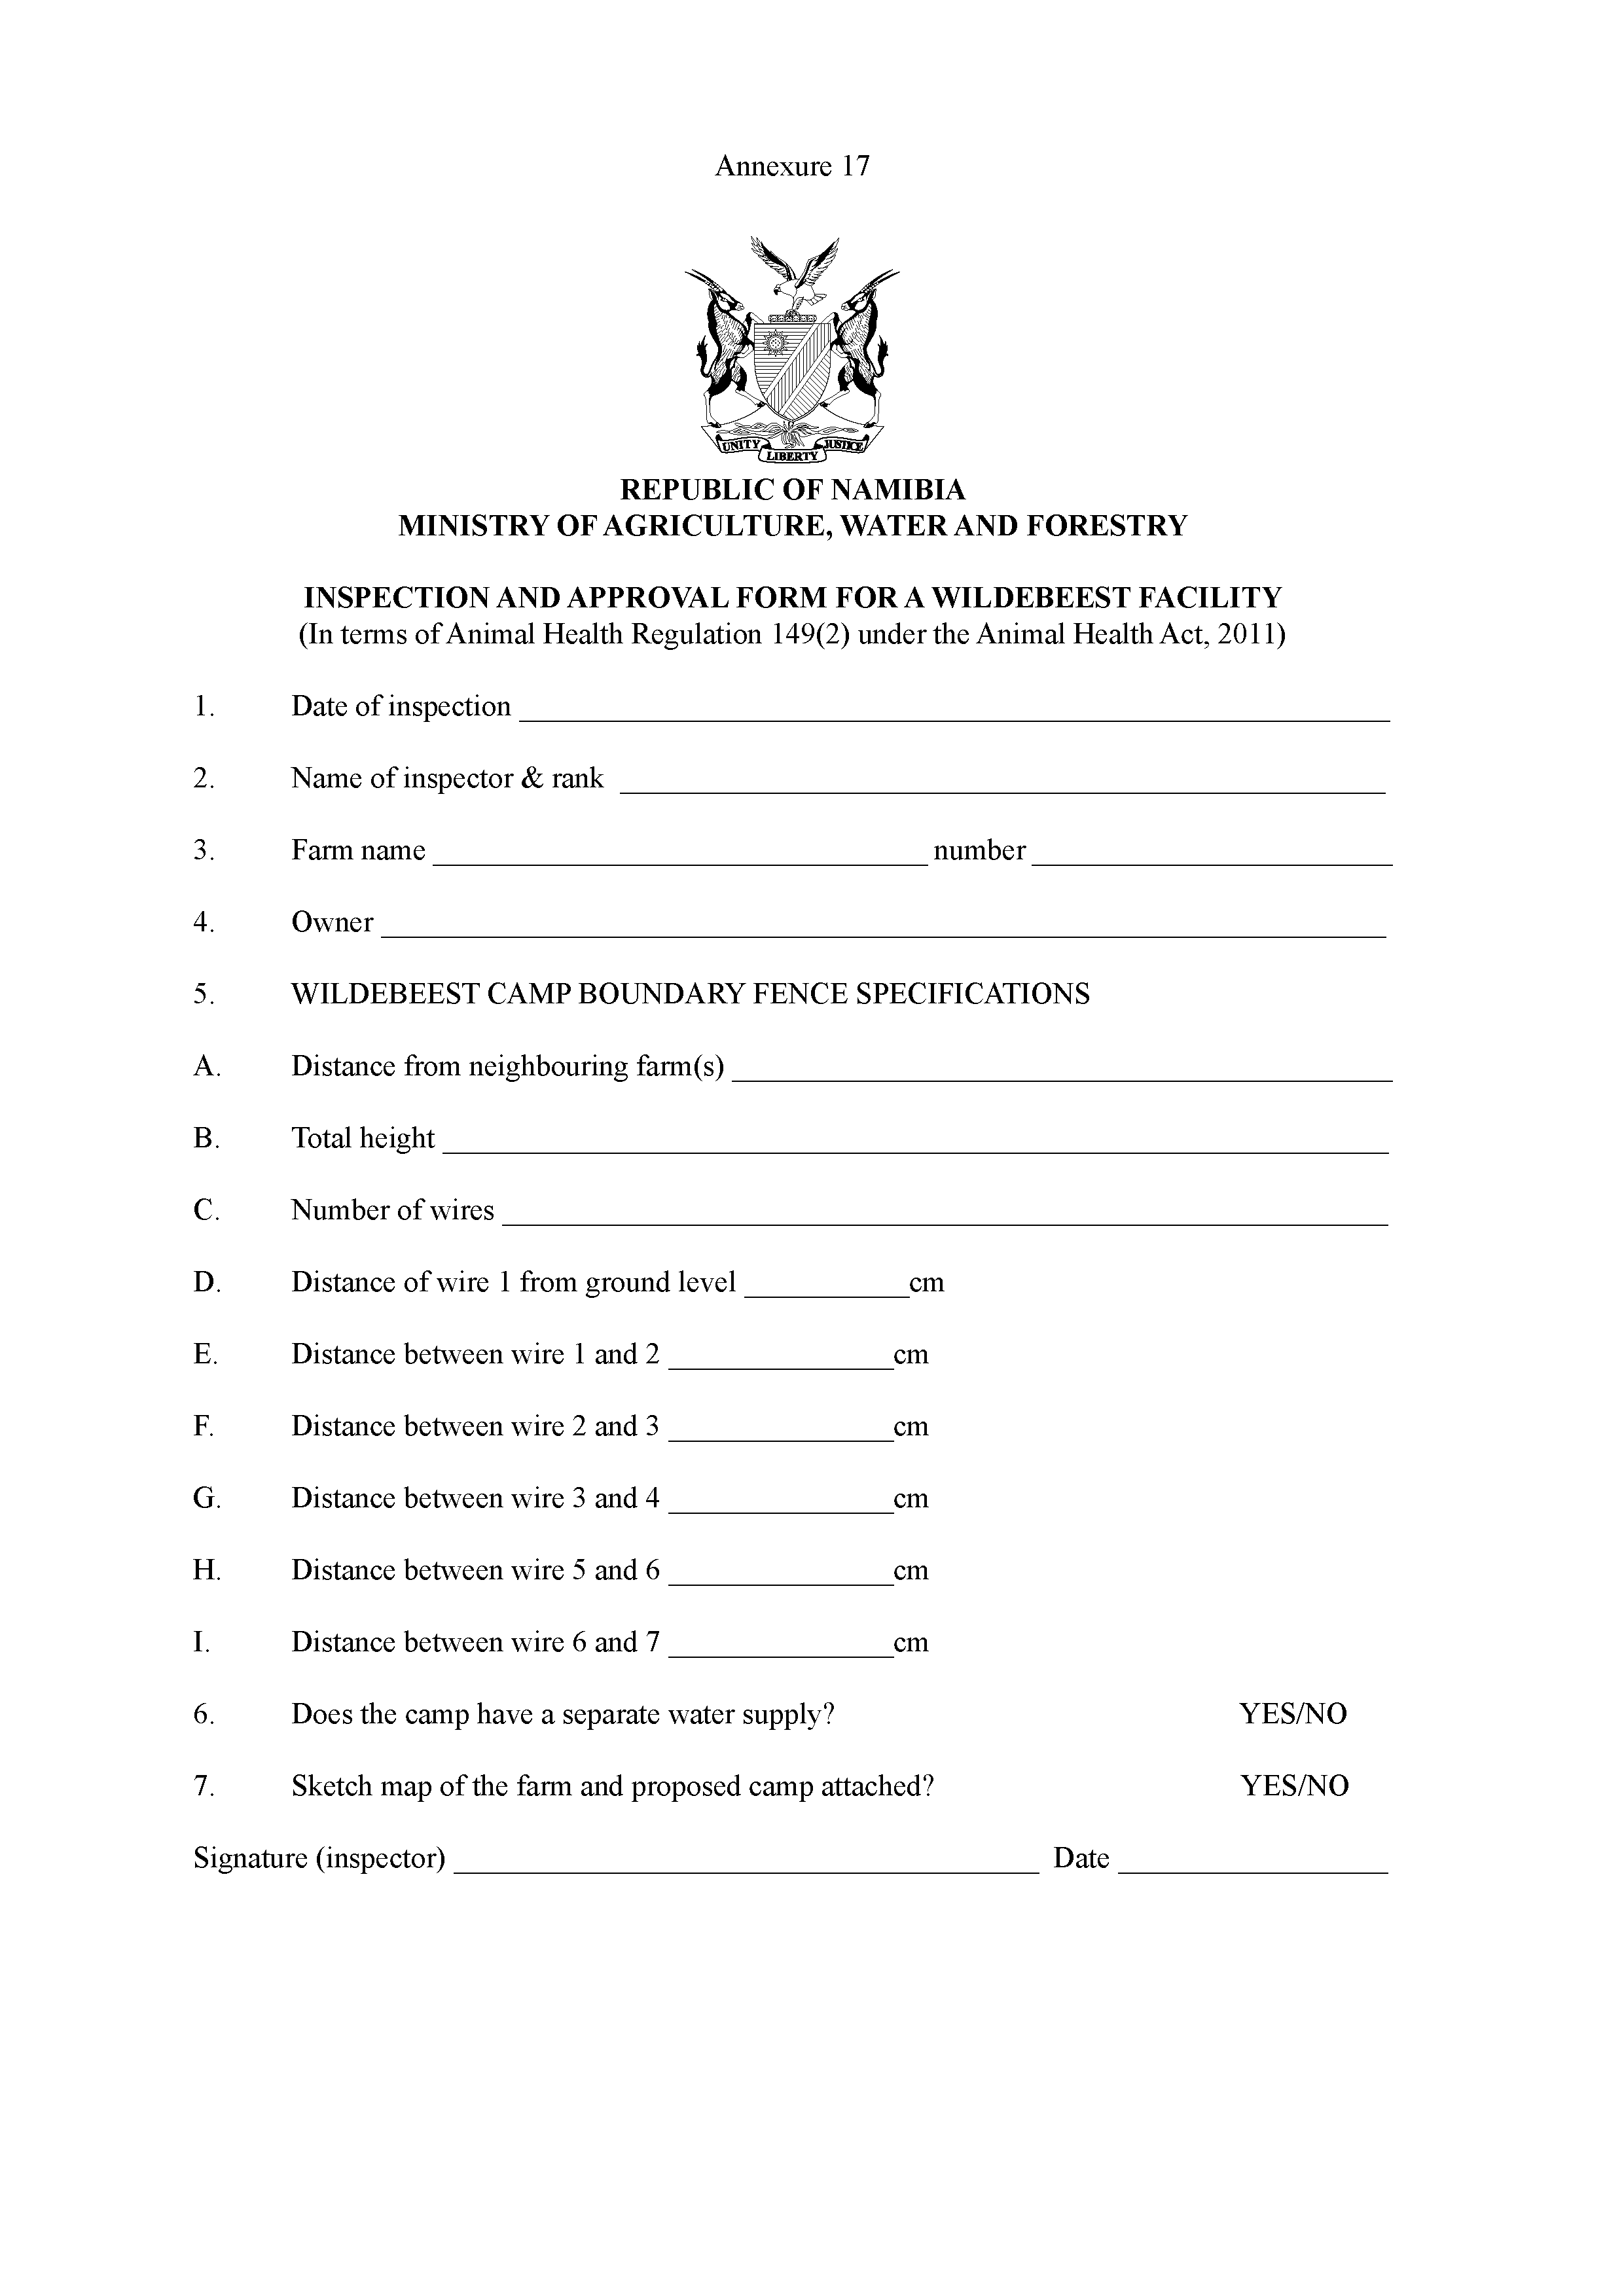 Annexure 17
UNITY LIBERTY JUSTICE
REPUBLIC OF NAMIBIA
MINISTRY OF AGRICULTURE, WATER AND FORESTRY
INSPECTION AND APPROVAL FORM FOR A WILDEBEEST FACILITY
(In terms of Animal Health Regulation 149(2) under the Animal Health Act, 2011)
1. Date of inspection
2. Name of inspector & rank
3. Farm name number
4. Owner
5. WILDEBEEST CAMP BOUNDARY FENCE SPECIFICATIONS
A. Distance from neighbouring farm(s)
B. Total height
C. Number of wires
D. Distance of wire 1 from ground level cm
E. Distance between wire 1 and 2 cm
F. Distance between wire 2 and 3 cm
G. Distance between wire 3 and 4 cm
H. Distance between wire 5 and 6 cm
I. Distance between wire 6 and 7 cm
6. Does the camp have a separate water supply? YES/NO
7. Sketch map of the farm and proposed camp attached? YES/NO
Signature (inspector) Date